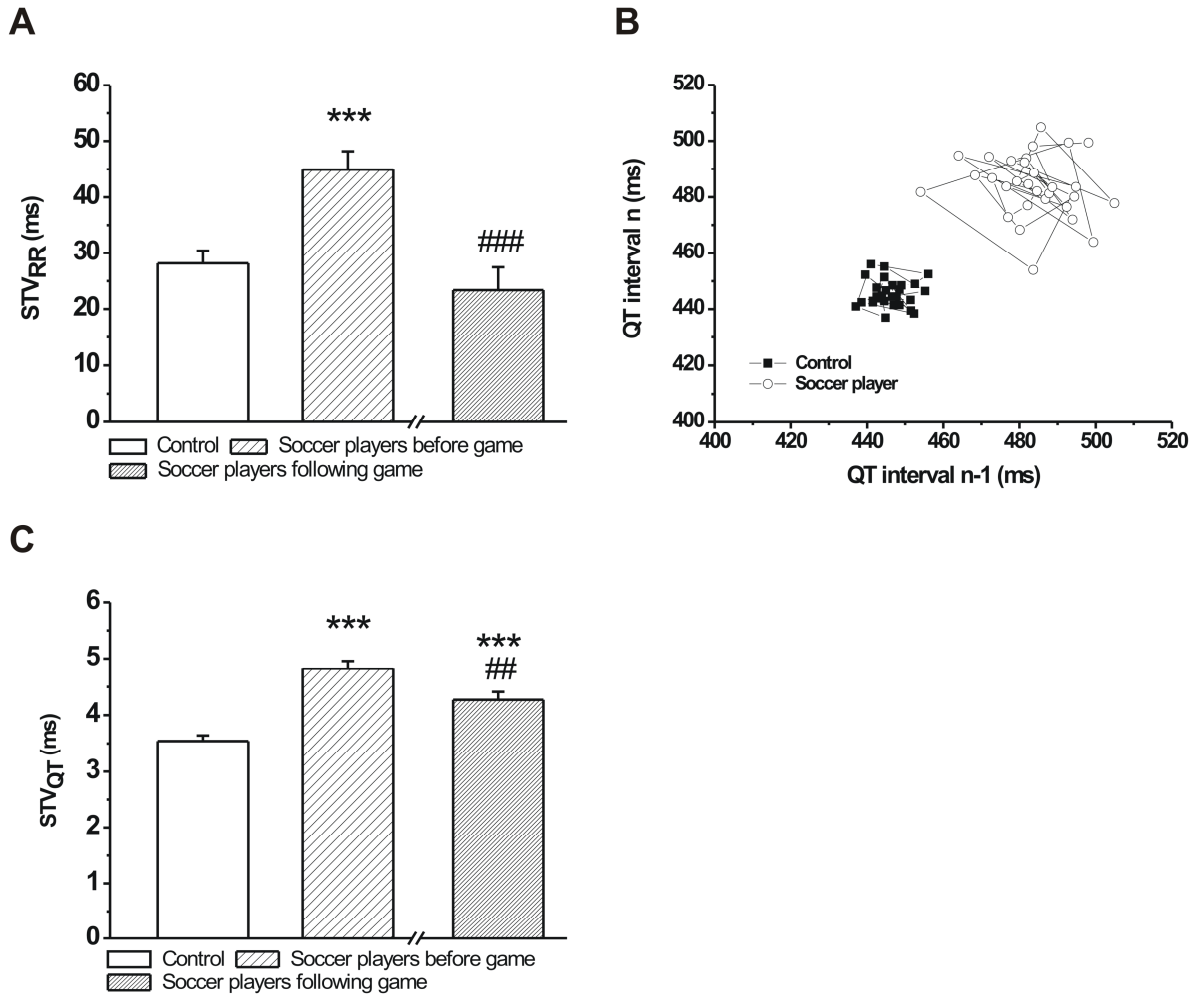 A
60
50
40
30
20
10
0
STVRR (ms)
***
###
Control Soccer players before game
Soccer players following game
B
520
500
480
460
440
420
400
QT interval n (ms)
Control
Soccer player
400 420 440 460 480 500 520
QT interval n-1 (ms)
C
6
5
4
3
2
1
0
STVQT (ms)
***
***
##
Control Soccer players before game
Soccer players following game